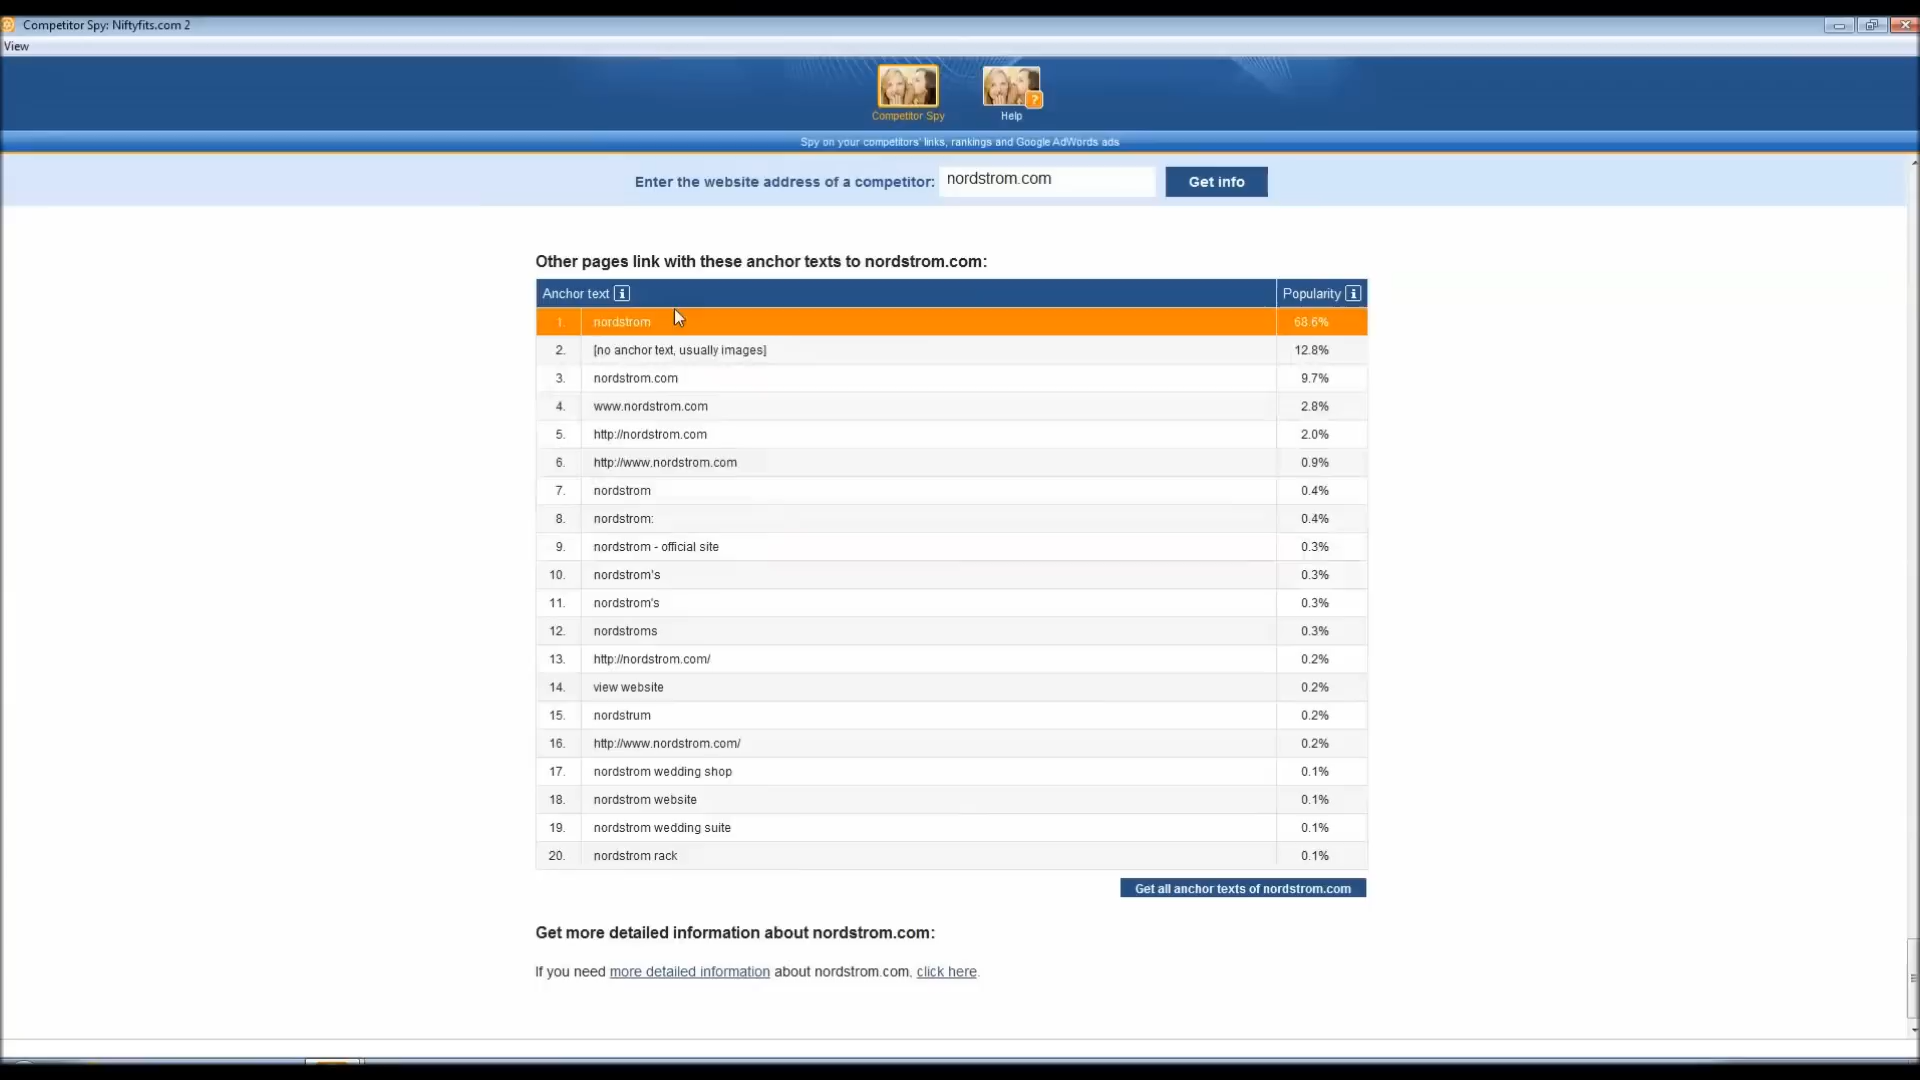 Competitor Spy: Niftyfits.com 2
View
Competitor Spy
?
Help
Spy on your competitors' links, rankings and Google AdWords ads
Enter the website address of a competitor: nordstrom.com Get info
Other pages link with these anchor texts to nordstrom.com:
Anchor text i Popularity i
1. nordstrom 68.6%
2. [no anchor text, usually images] 12.8%
3. nordstrom.com 9.7%
4. www.nordstrom.com 2.8%
5. http://nordstrom.com 2.0%
6. http://www.nordstrom.com 0.9%
7. nordstrom 0.4%
8. nordstrom: 0.4%
9. nordstrom - official site 0.3%
10. nordstrom's 0.3%
11. nordstrom's 0.3%
12. nordstroms 0.3%
13. http://nordstrom.com/ 0.2%
14. view website 0.2%
15. nordstrum 0.2%
16. http://www.nordstrom.com/ 0.2%
17. nordstrom wedding shop 0.1%
18. nordstrom website 0.1%
19. nordstrom wedding suite 0.1%
20. nordstrom rack 0.1%
Get all anchor texts of nordstrom.com
Get more detailed information about nordstrom.com:
If you need more detailed information about nordstrom.com, click here.